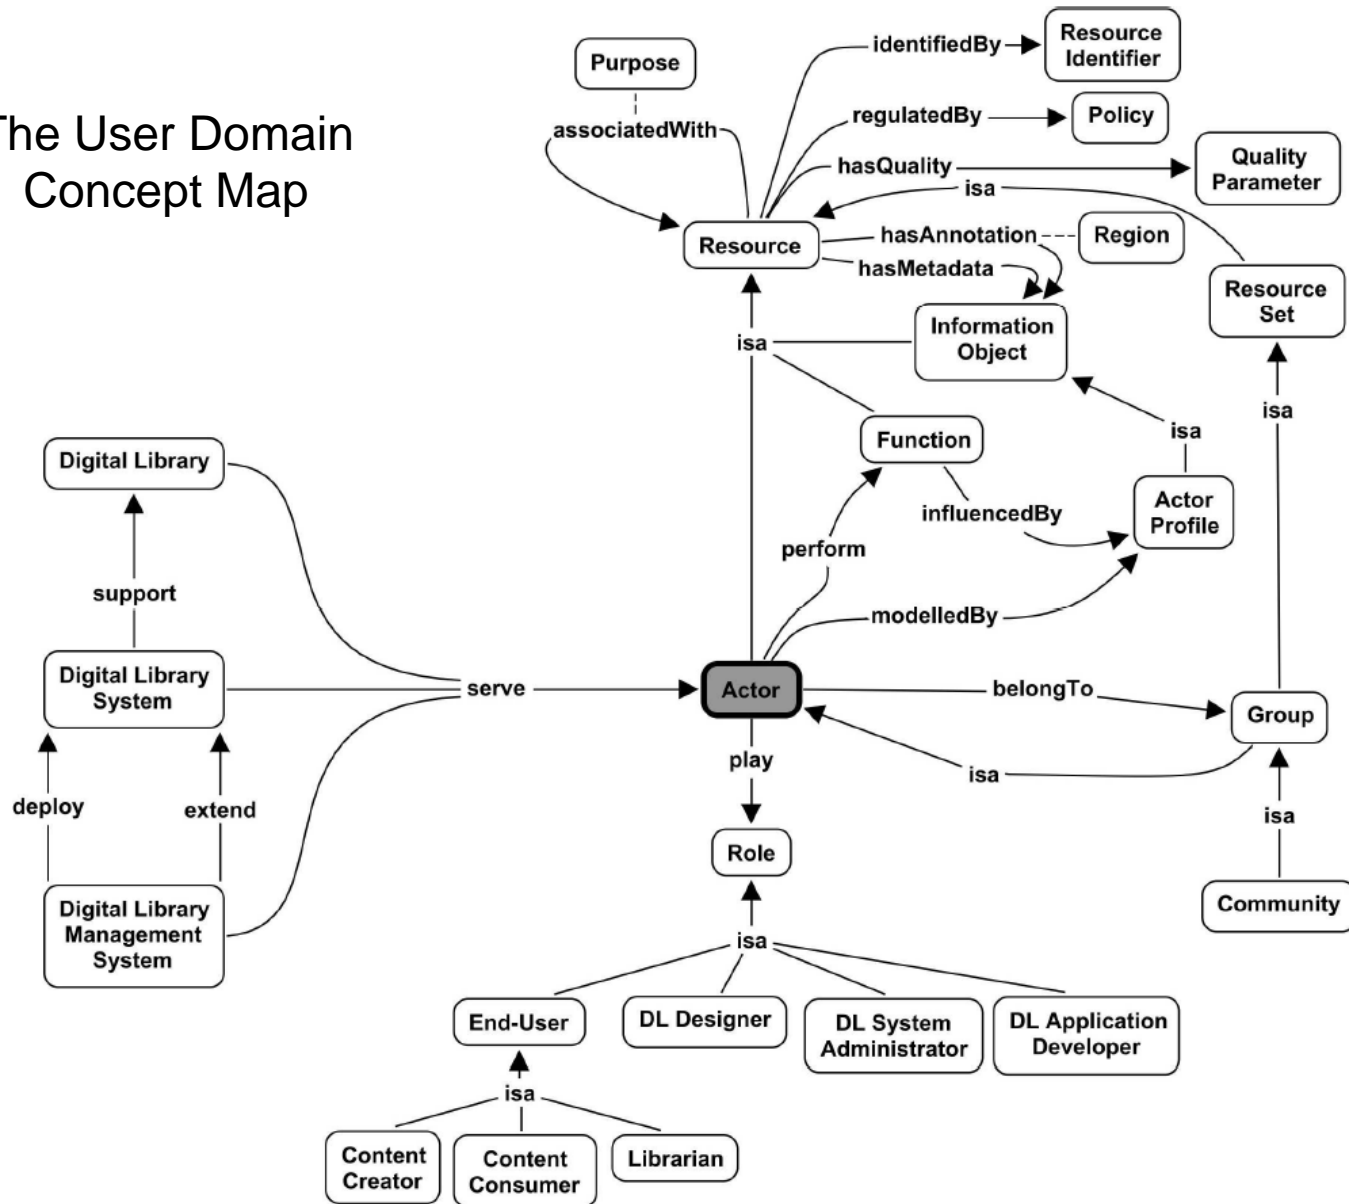 The User Domain
Concept Map
Purpose
associatedWith
identifiedBy
Resource
Identifier
regulatedBy
Policy
hasQuality
Quality
Parameter
isa
Resource
hasAnnotation
Region
hasMetadata
Resource
Set
isa
Information
Object
isa
isa
Function
Actor
Profile
influencedBy
perform
modelledBy
Digital Library
support
Digital Library
System
serve
Actor
belongTo
Group
isa
play
deploy
extend
isa
Role
Digital Library
Management
System
Community
isa
End-User
DL Designer
DL System
Administrator
DL Application
Developer
isa
Content
Creator
Content
Consumer
Librarian